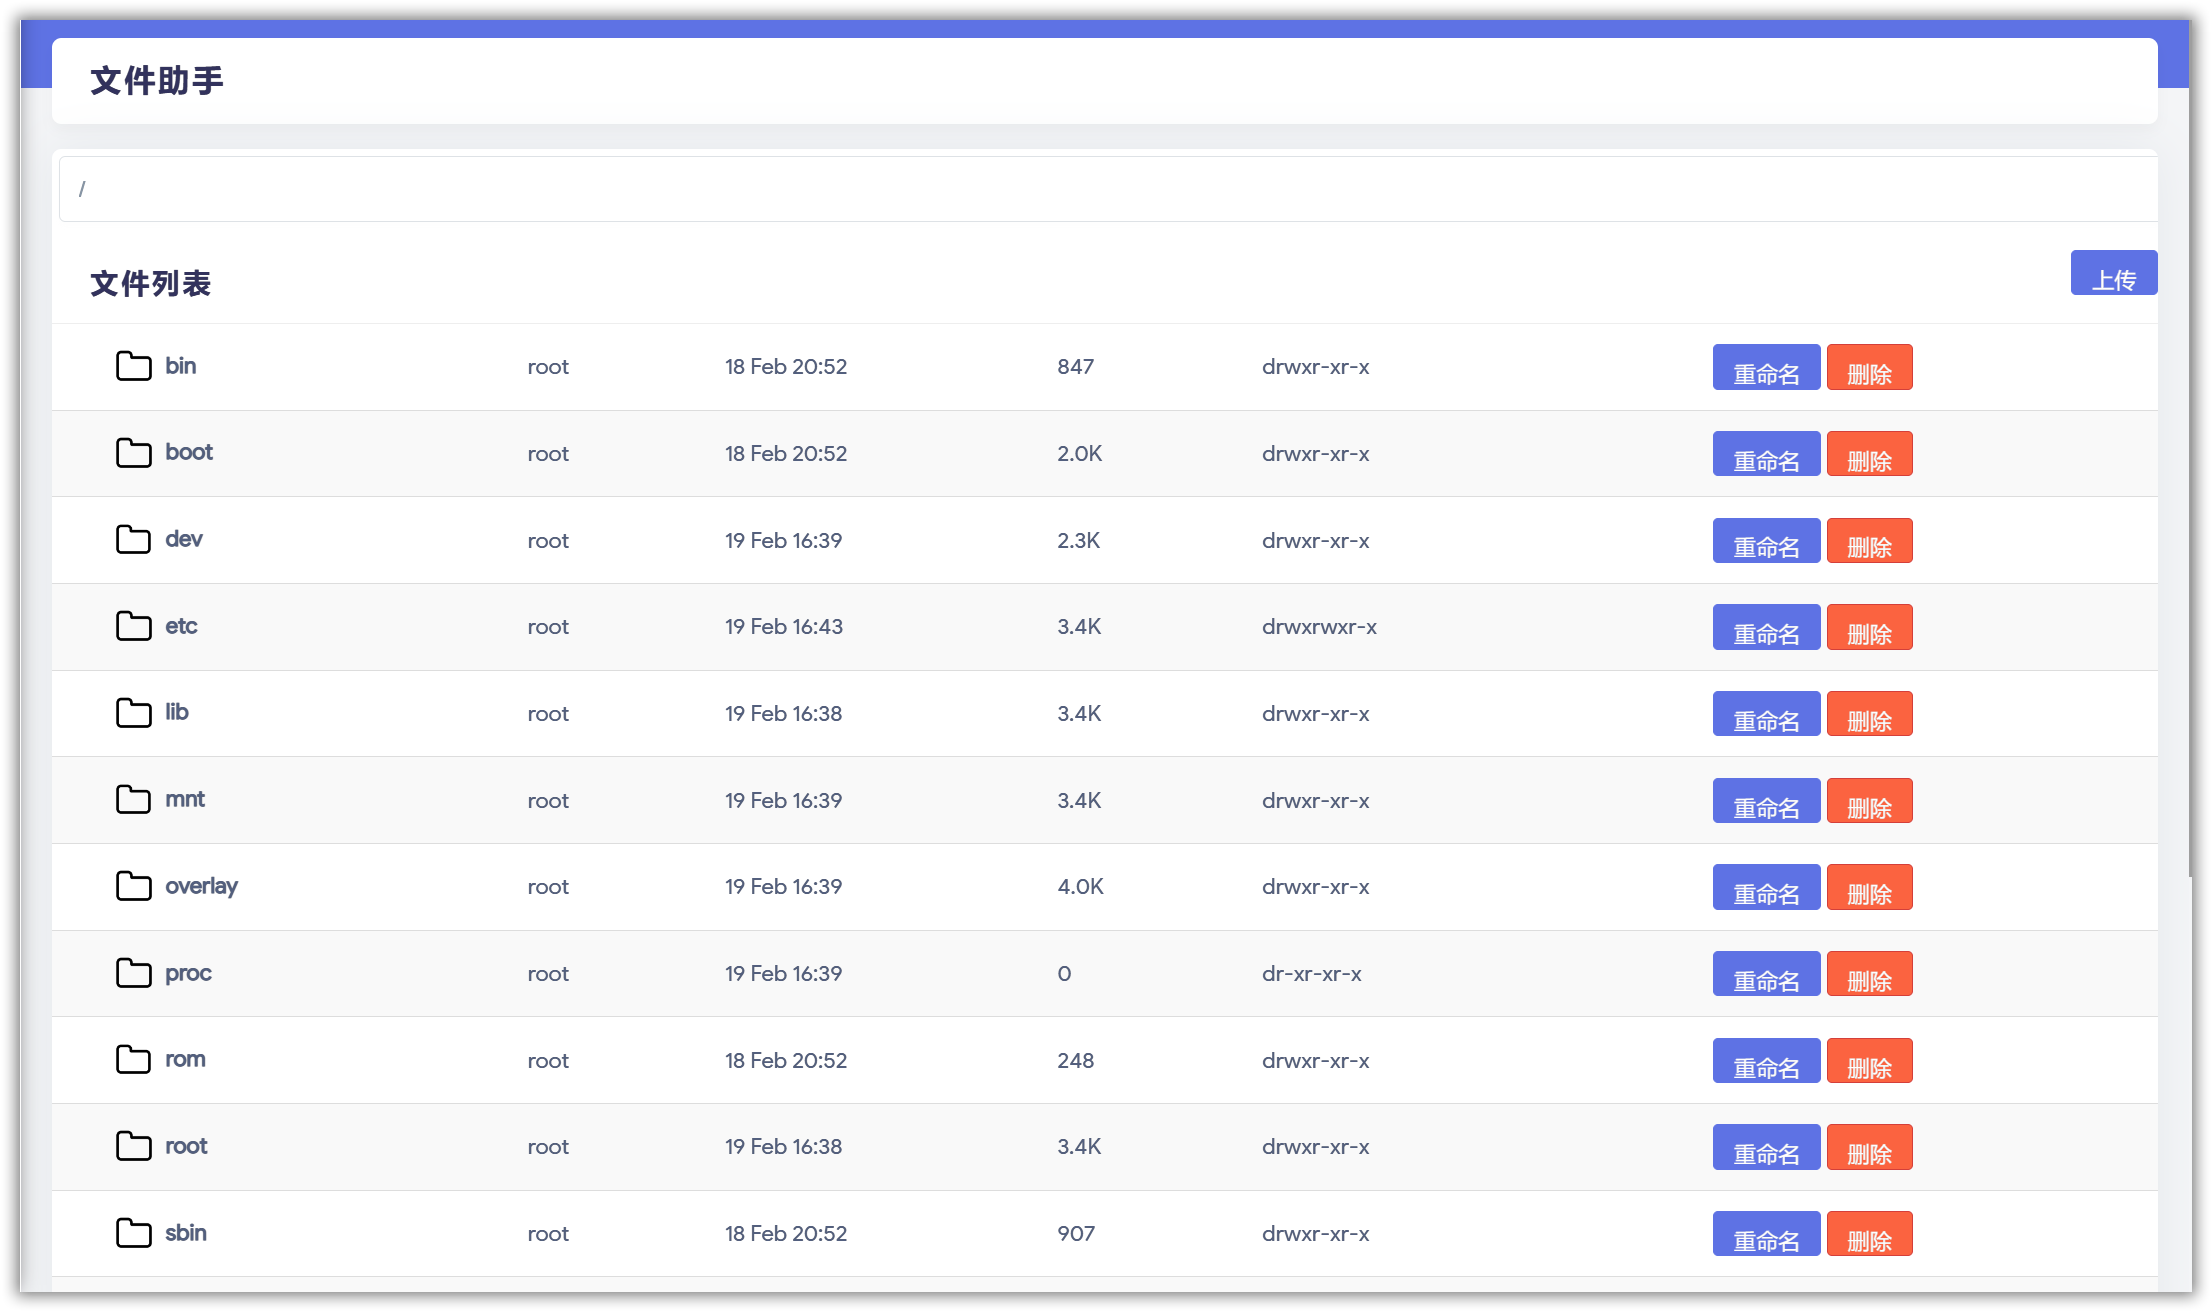 文件助手
/
文件列表 上传
bin root 18 Feb 20:52 847 drwxr-xr-x 重命名 删除
boot root 18 Feb 20:52 2.0K drwxr-xr-x 重命名 删除
dev root 19 Feb 16:39 2.3K drwxr-xr-x 重命名 删除
etc root 19 Feb 16:43 3.4K drwxrwxr-x 重命名 删除
lib root 19 Feb 16:38 3.4K drwxr-xr-x 重命名 删除
mnt root 19 Feb 16:39 3.4K drwxr-xr-x 重命名 删除
overlay root 19 Feb 16:39 4.0K drwxr-xr-x 重命名 删除
proc root 19 Feb 16:39 0 dr-xr-xr-x 重命名 删除
rom root 18 Feb 20:52 248 drwxr-xr-x 重命名 删除
root root 19 Feb 16:38 3.4K drwxr-xr-x 重命名 删除
sbin root 18 Feb 20:52 907 drwxr-xr-x 重命名 删除